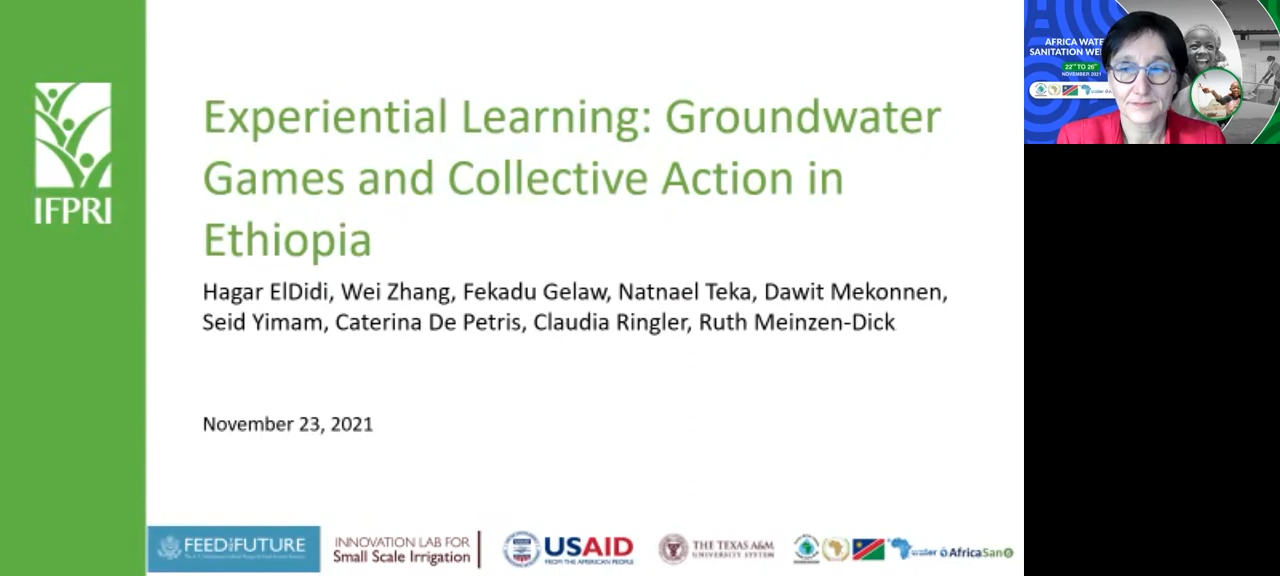 IFPRI
Experiential Learning: Groundwater
Games and Collective Action in
Ethiopia
Hagar ElDidi, Wei Zhang, Fekadu Gelaw, Natnael Teka, Dawit Mekonnen,
Seid Yimam, Caterina De Petris, Claudia Ringler, Ruth Meinzen-Dick
November 23, 2021
FEED THE FUTURE
INNOVATION LAB FOR
Small Scale Irrigation
USAID
FROM THE AMERICAN PEOPLE
THE TEXAS A&M
UNIVERSITY SYSTEM
water
AfricaSan
AFRICA WATE
SANITATION WE
22ND TO 26TH
NOVEMBER 2021